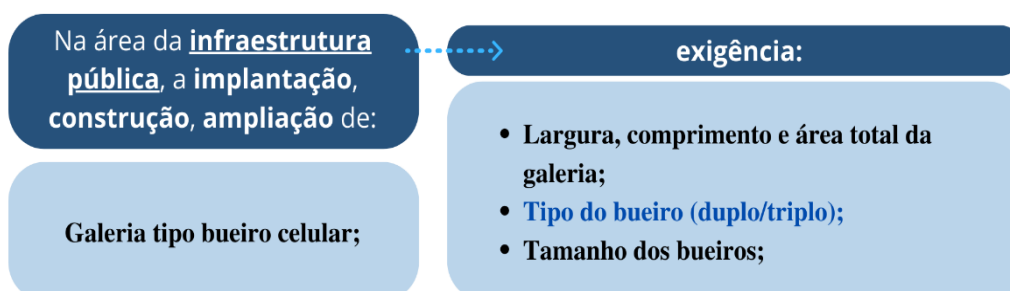 Na área da infraestrutura
pública, a implantação,
construção, ampliação de:
Galeria tipo bueiro celular;
exigência:
• Largura, comprimento e área total da
galeria;
• Tipo do bueiro (duplo/triplo);
• Tamanho dos bueiros;